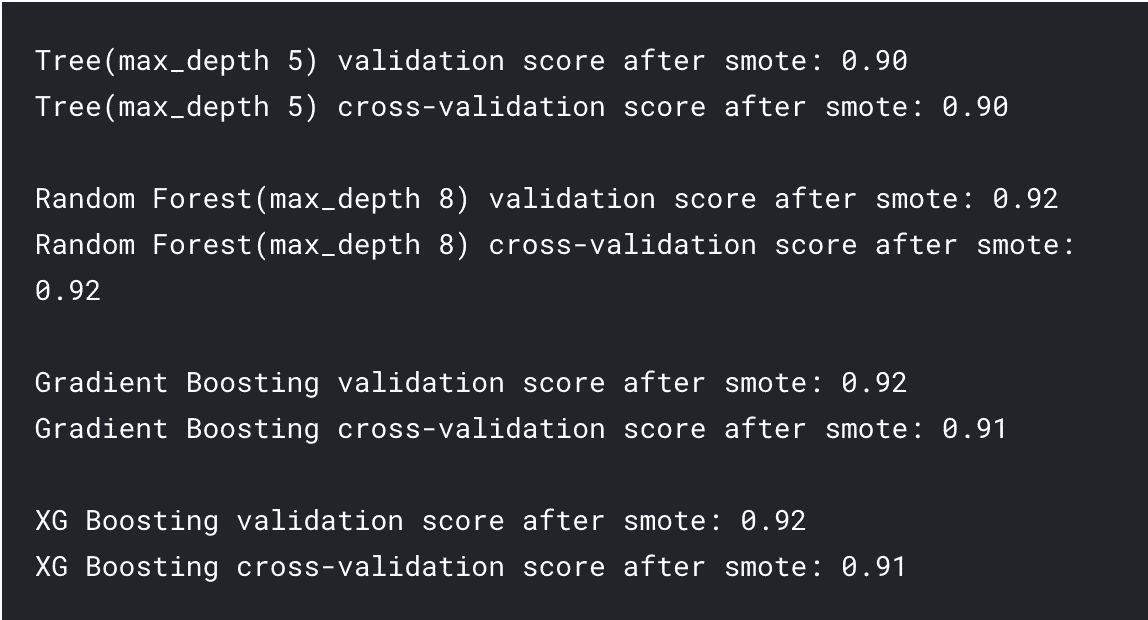 Tree(max_depth 5) validation score after smote: 0.90
Tree(max_depth 5) cross-validation score after smote: 0.90
Random Forest(max_depth 8) validation score after smote: 0.92
Random Forest(max_depth 8) cross-validation score after smote:
0.92
Gradient Boosting validation score after smote: 0.92
Gradient Boosting cross-validation score after smote: 0.91
XG Boosting validation score after smote: 0.92
XG Boosting cross-validation score after smote: 0.91